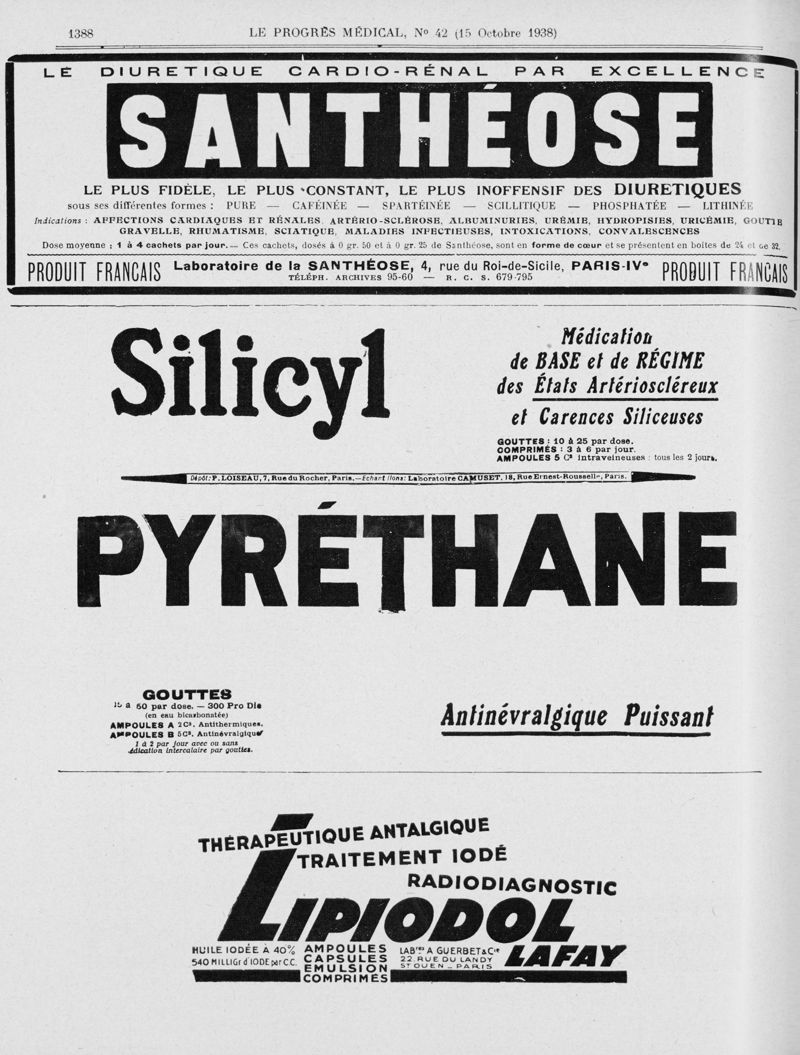 1388
LE PROGRÈS MÉDICAL, N° 42 (15 Octobre 1938)
LE DIURETIQUE CARDIO-RÉNAL PAR EXCELLENCE
SANTHÉOSE
LE PLUS FIDÈLE, LE PLUS CONSTANT, LE PLUS INOFFENSIF DES DIURETIQUES
sous ses différentes formes : PURE — CAFÉINÉE — SPARTÉINÉE — SCILLITIQUE — PHOSPHATÉE — LITHINÉE
Indications : AFFECTIONS CARDIAQUES ET RÉNALES, ARTÉRIO-SCLÉROSE, ALBUMINURIES, URÉMIE, HYDROPISIES, URICÉMIE, GOUTTE
GRAVELLE, RHUMATISME, SCIATIQUE, MALADIES INFECTIEUSES, INTOXICATIONS, CONVALESCENCES
Dose moyenne : 1 à 4 cachets par jour. — Ces cachets, dosés à 0 gr. 50 et à 0 gr. 25 de Santhéose, sont en forme de cœur et se présentent en boîtes de 24 et de 32.
PRODUIT FRANCAIS
Laboratoire de la SANTHÉOSE, 4, rue du Roi-de-Sicile, PARIS-IVe
TÉLÉPH. ARCHIVES 95-60 — R. C. S. 679-795
PRODUIT FRANCAIS
Silicyl
Médication
de BASE et de RÉGIME
des États Artérioscléreux
et Carences Siliceuses
GOUTTES : 10 à 25 par dose.
COMPRIMÉS : 3 à 6 par jour.
AMPOULES 5 Cs intraveineuses : tous les 2 jours.
Dépôt: P. LOISEAU, 7, Rue du Rocher, Paris. — Échantillons: Laboratoire CAMUSET, 18, Rue Ernest-Rousselle, Paris.
PYRÉTHANE
GOUTTES
à 50 par dose. — 300 Pro Die
(en eau bicarbonatée)
AMPOULES A 2Cs. Antithermiques.
AMPOULES B 5Cs. Antinévralgiques
1 à 2 par jour avec ou sans
édication intercalaire par gouttes.
Antinévralgique Puissant
THÉRAPEUTIQUE ANTALGIQUE
TRAITEMENT IODÉ
RADIODIAGNOSTIC
LIPIODOL
LAFAY
HUILE IODÉE A 40%
540 MILLIGr d'IODE par C.C.
AMPOULES
CAPSULES
EMULSION
COMPRIMÉS
LABres A GUERBET & Cie
22 RUE DU LANDY
ST OUEN _ PARIS